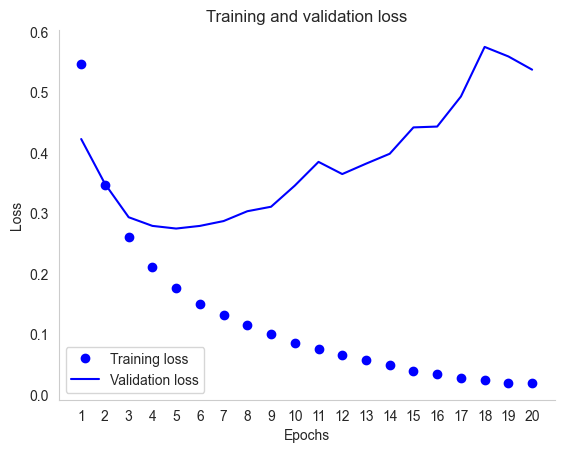 Training and validation loss
0.6
0.5
0.4
0.3
0.2
0.1
0.0
Loss
Training loss
Validation loss
1 2 3 4 5 6 7 8 9 10 11 12 13 14 15 16 17 18 19 20
Epochs